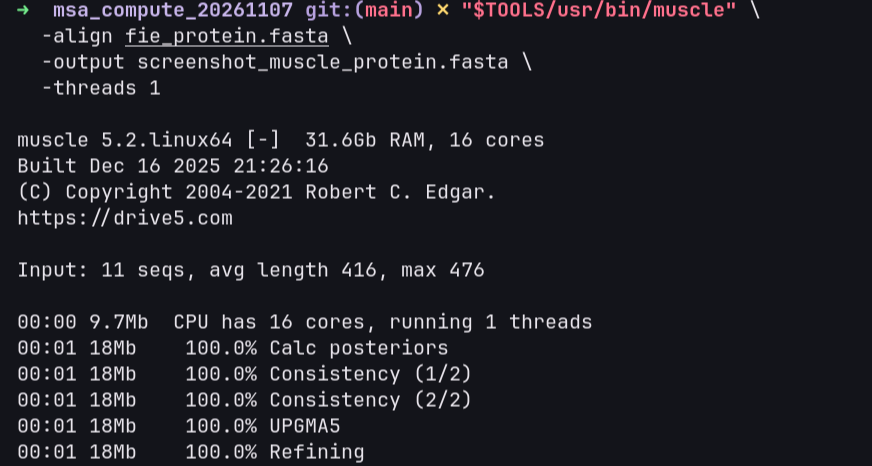 →  msa_compute_20261107 git:(main) × "$TOOLS/usr/bin/muscle" \
  -align fie_protein.fasta \
  -output screenshot_muscle_protein.fasta \
  -threads 1
muscle 5.2.linux64 [-]  31.6Gb RAM, 16 cores
Built Dec 16 2025 21:26:16
(C) Copyright 2004-2021 Robert C. Edgar.
https://drive5.com
Input: 11 seqs, avg length 416, max 476
00:00 9.7Mb  CPU has 16 cores, running 1 threads
00:01 18Mb    100.0% Calc posteriors
00:01 18Mb    100.0% Consistency (1/2)
00:01 18Mb    100.0% Consistency (2/2)
00:01 18Mb    100.0% UPGMA5
00:01 18Mb    100.0% Refining